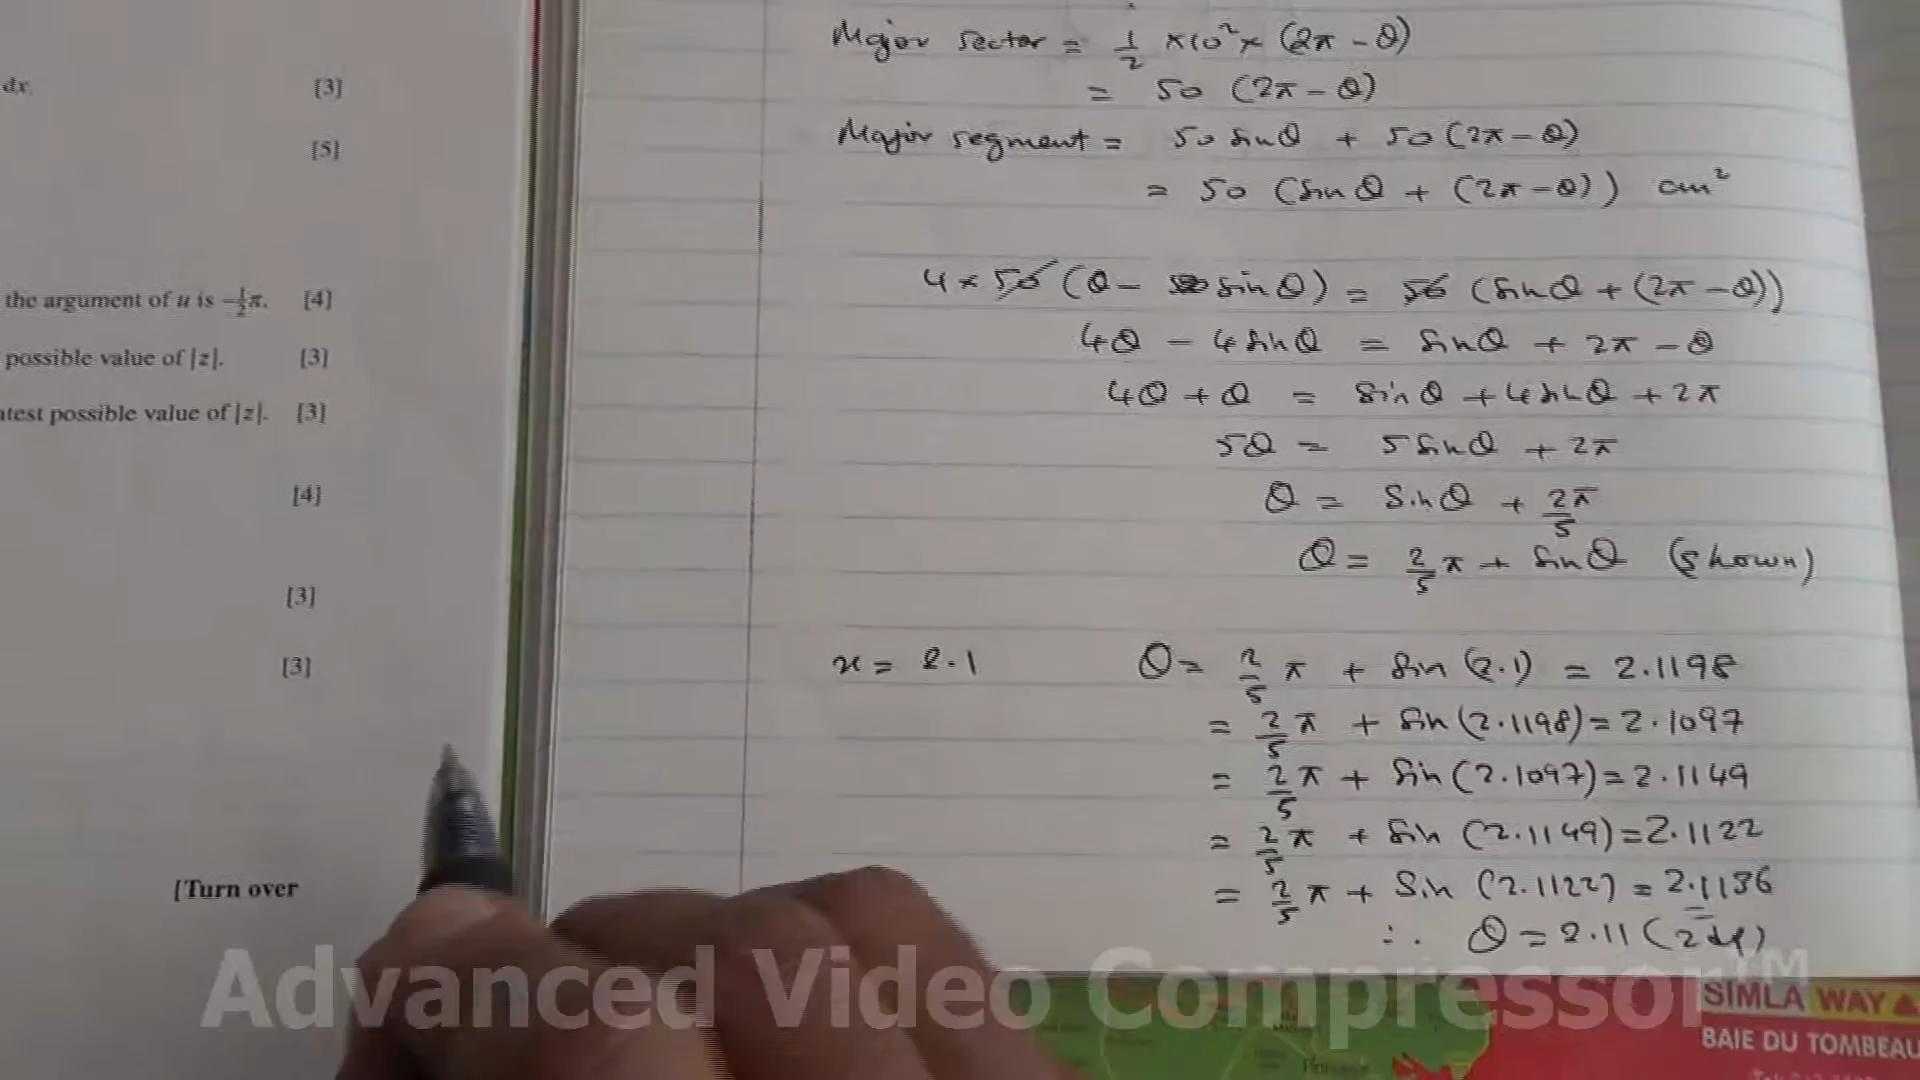 dx. [3]
[5]
the argument of u is −½π. [4]
possible value of |z|. [3]
atest possible value of |z|. [3]
[4]
[3]
[3]
[Turn over
Major sector = 1/2 × 10² × (2π − θ)
= 50 (2π − θ)
Major segment = 50 sinθ + 50 (2π − θ)
= 50 (sin θ + (2π − θ)) cm²
4 × 50 (θ − sin θ) = 50 (sin θ + (2π − θ))
4θ − 4 sin θ = sin θ + 2π − θ
4θ + θ = sin θ + 4 sin θ + 2π
5θ = 5 sin θ + 2π
θ = sin θ + 2π/5
θ = 2/5 π + sin θ (shown)
x = 2.1 θ = 2/5 π + sin (2.1) = 2.1198
= 2/5 π + sin (2.1198) = 2.1097
= 2/5 π + sin (2.1097) = 2.1149
= 2/5 π + sin (2.1149) = 2.1122
= 2/5 π + sin (2.1122) = 2.1136
∴ θ = 2.11 (2 dp)
Advanced Video Compressor™
SIMLA WAY
BAIE DU TOMBEAU